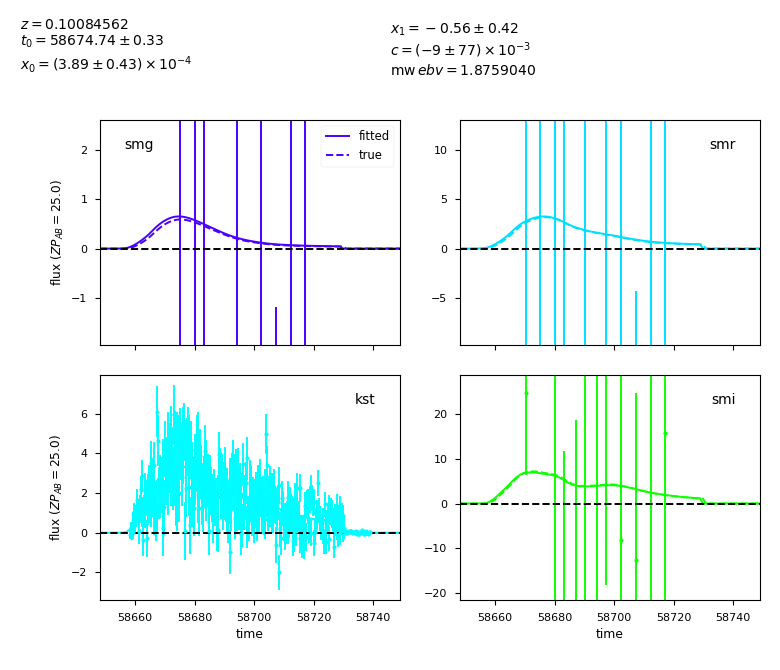 z = 0.10084562
t0 = 58674.74 ± 0.33
x0 = (3.89 ± 0.43) × 10−4
x1 = −0.56 ± 0.42
c = (−9 ± 77) × 10−3
mw ebv = 1.8759040
smg
fitted
true
2
1
0
−1
flux (ZPAB = 25.0)
smr
10
5
0
−5
kst
6
4
2
0
−2
flux (ZPAB = 25.0)
58660 58680 58700 58720 58740
time
smi
20
10
0
−10
−20
58660 58680 58700 58720 58740
time